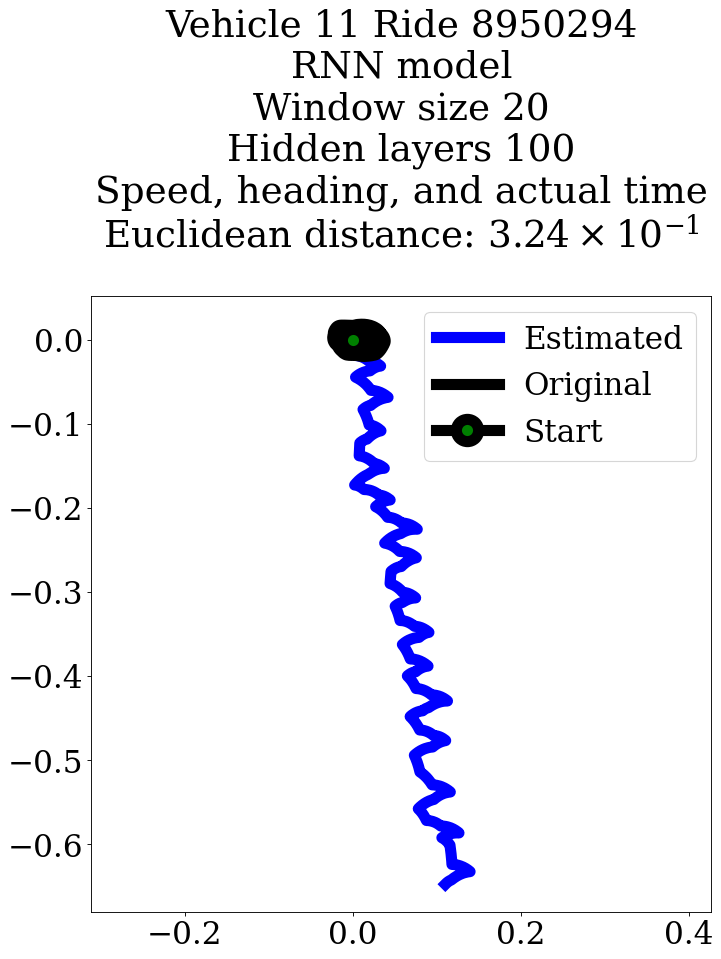 Vehicle 11 Ride 8950294
RNN model
Window size 20
Hidden layers 100
Speed, heading, and actual time
Euclidean distance: 3.24 × 10⁻¹
Estimated
Original
Start
0.0
−0.1
−0.2
−0.3
−0.4
−0.5
−0.6
−0.2
0.0
0.2
0.4